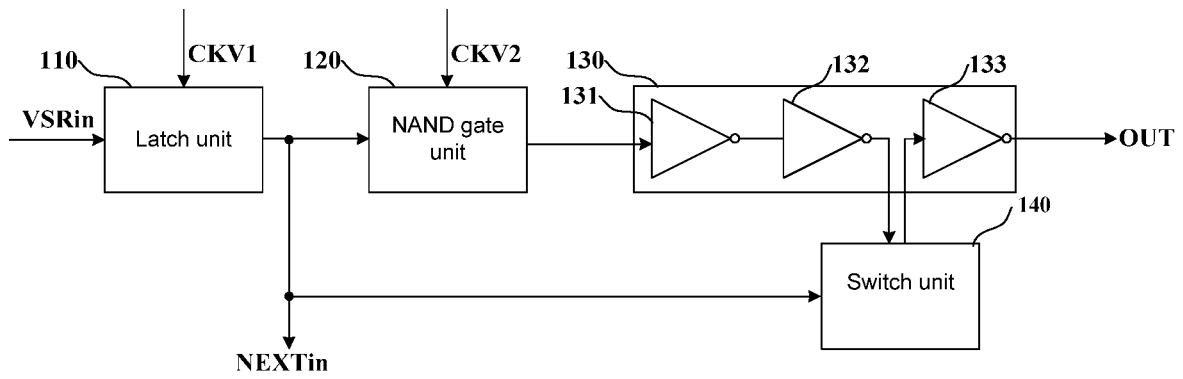 110
CKV1
120
CKV2
130
132
133
131
VSRin
Latch unit
NAND gate
unit
OUT
140
Switch unit
NEXTin